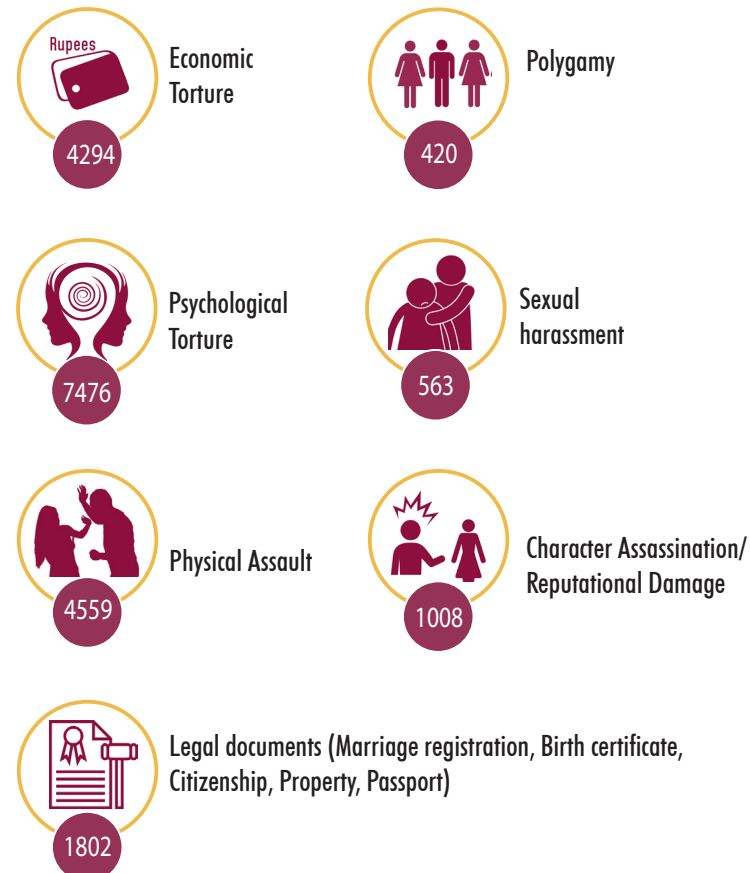 Rupees
Economic
Torture
4294
Polygamy
420
Psychological
Torture
7476
Sexual
harassment
563
Physical Assault
4559
Character Assassination/
Reputational Damage
1008
Legal documents (Marriage registration, Birth certificate,
Citizenship, Property, Passport)
1802